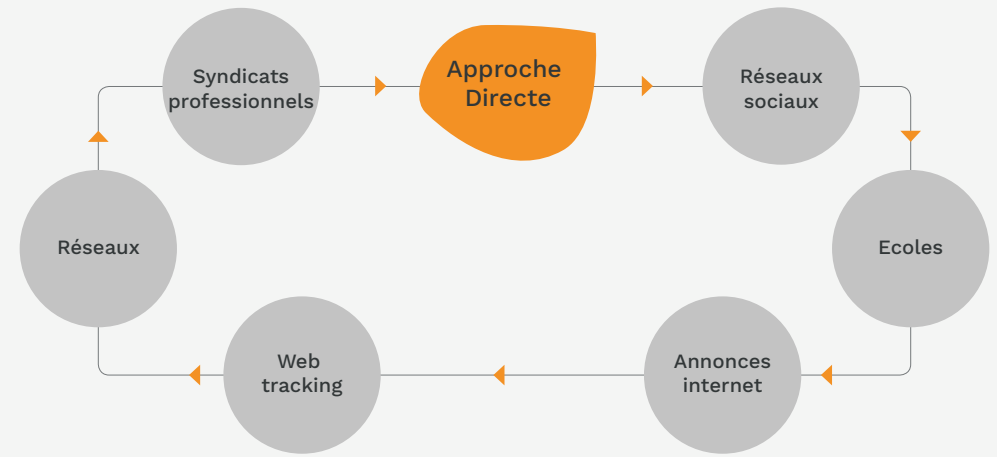 Syndicats
professionnels
Approche
Directe
Réseaux
sociaux
Réseaux
Ecoles
Web
tracking
Annonces
internet